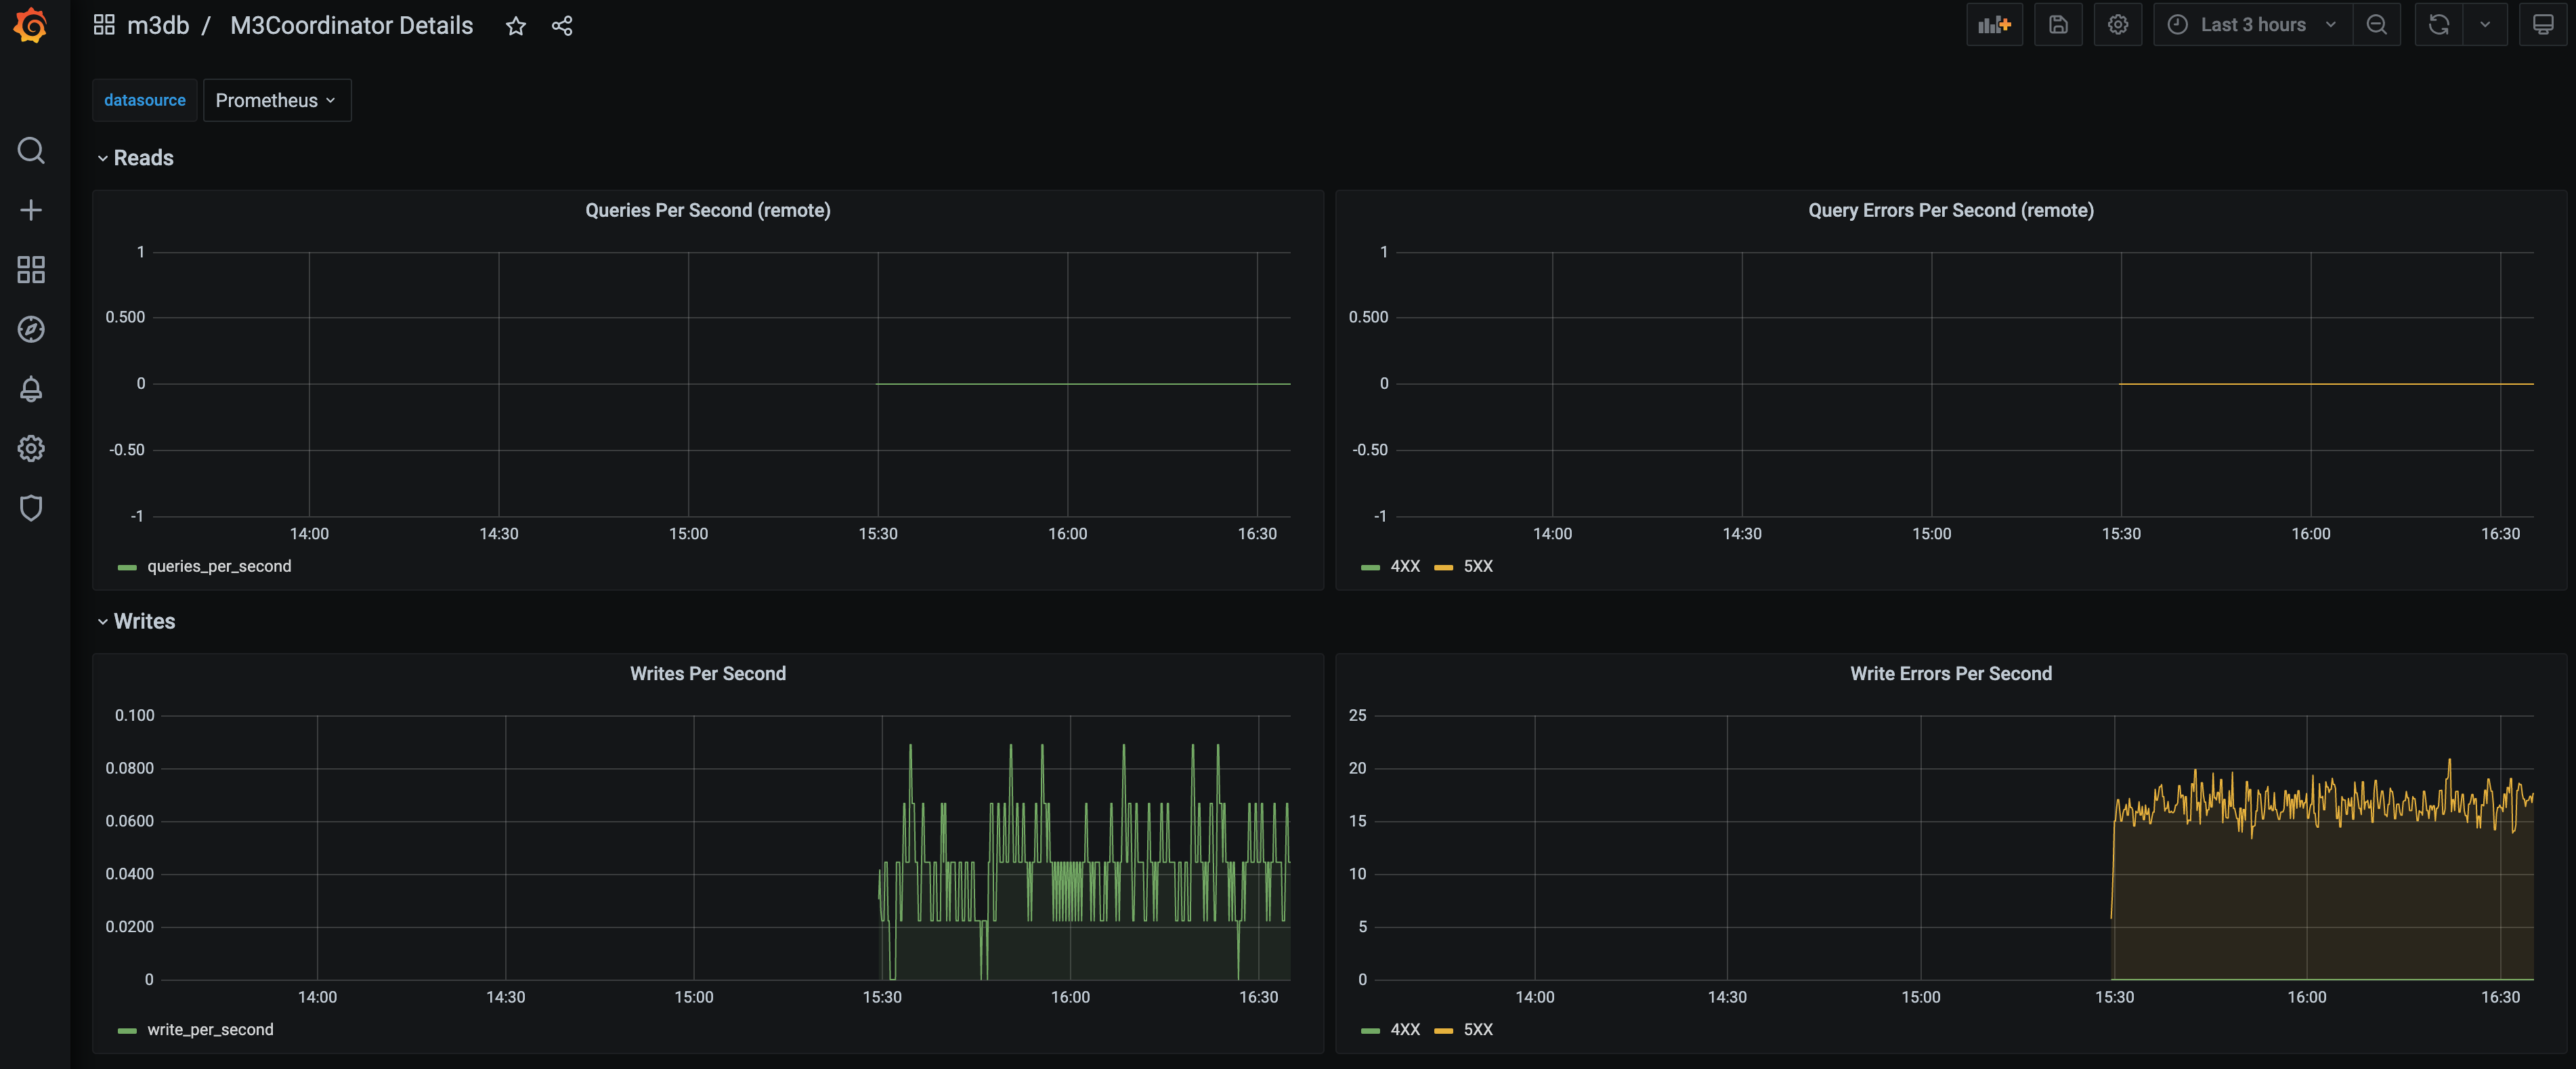 m3db / M3Coordinator Details
Last 3 hours
datasource Prometheus
Reads
Queries Per Second (remote)
1
0.500
0
-0.50
-1
14:00 14:30 15:00 15:30 16:00 16:30
queries_per_second
Query Errors Per Second (remote)
1
0.500
0
-0.50
-1
14:00 14:30 15:00 15:30 16:00 16:30
4XX 5XX
Writes
Writes Per Second
0.100
0.0800
0.0600
0.0400
0.0200
0
14:00 14:30 15:00 15:30 16:00 16:30
write_per_second
Write Errors Per Second
25
20
15
10
5
0
14:00 14:30 15:00 15:30 16:00 16:30
4XX 5XX